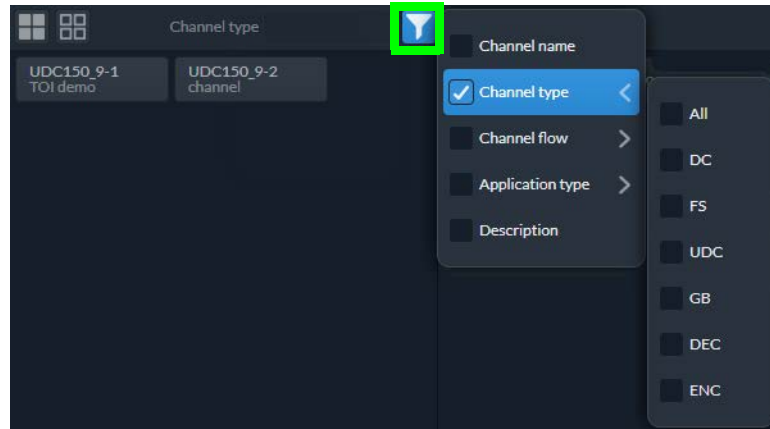 Channel type
UDC150_9-1
TOI demo
UDC150_9-2
channel
Channel name
Channel type
Channel flow
Application type
Description
All
DC
FS
UDC
GB
DEC
ENC